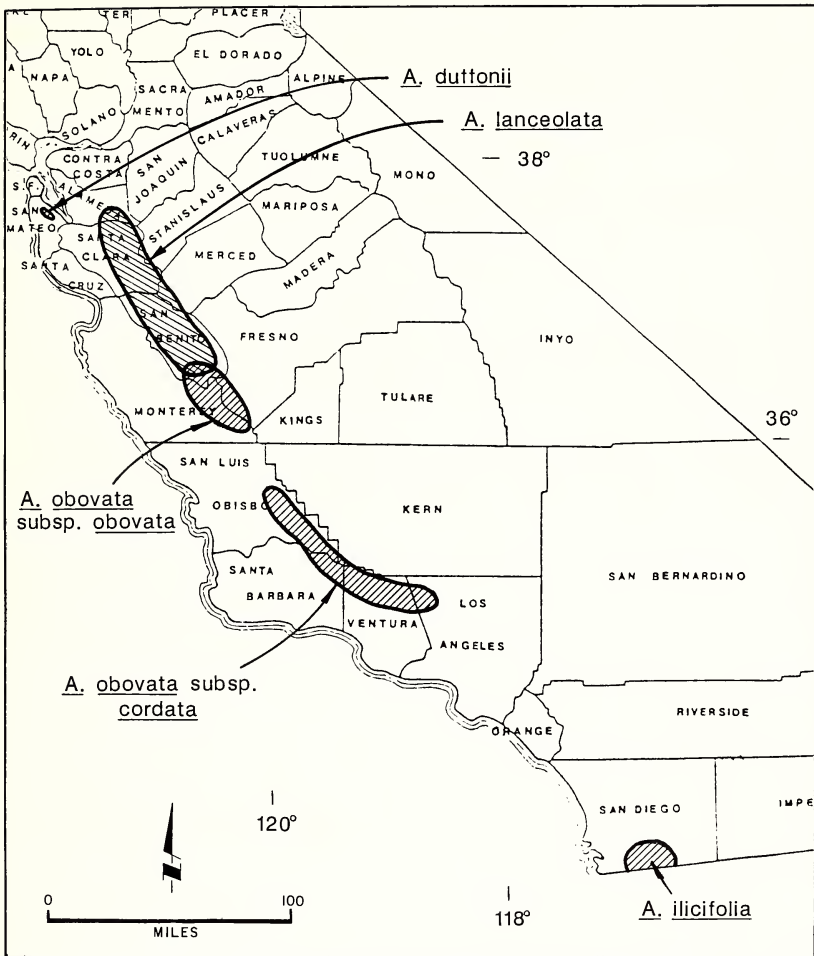 PLACER
YOLO
EL DORADO
NAPA
SACRA
MENTO
AMADOR
ALPINE
A. duttonii
SOLANO
CALAVERAS
A. lanceolata
RIN
CONTRA
COSTA
SAN
JOAQUIN
TUOLUMNE
— 38°
MONO
S.F.
ALAMEDA
STANISLAUS
MARIPOSA
SAN
MATEO
SANTA
CLARA
MERCED
MADERA
SANTA
CRUZ
SAN
BENITO
FRESNO
INYO
MONTEREY
KINGS
TULARE
36°
SAN LUIS
OBISBO
KERN
A. obovata
subsp. obovata
SANTA
BARBARA
VENTURA
LOS
ANGELES
SAN BERNARDINO
A. obovata subsp.
cordata
ORANGE
RIVERSIDE
SAN DIEGO
IMPE
120°
118°
A. ilicifolia
0 100
MILES